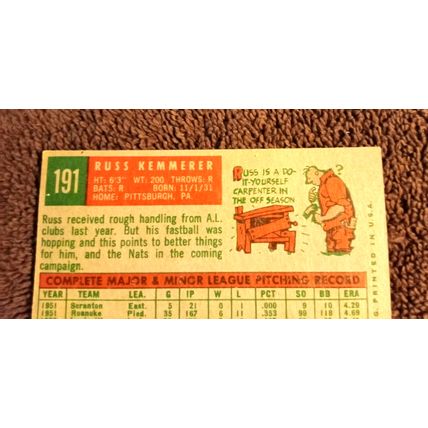 191
RUSS KEMMERER
HT: 6'3" WT: 200 THROWS: R
BATS: R BORN: 11/1/31
HOME: PITTSBURGH, PA.
RUSS IS A DO-
IT-YOURSELF
CARPENTER IN
THE OFF SEASON
Russ received rough handling from A.L.
clubs last year. But his fastball was
hopping and this points to better things
for him, and the Nats in the coming
campaign.
COMPLETE MAJOR & MINOR LEAGUE PITCHING RECORD
YEAR TEAM LEA. G IP W L PCT SO BB ERA
1951 Scranton East. 5 21 0 1 .000 9 10 4.29
Roanoke Pied. 35 167 6 11 .353 99 118
G. PRINTED IN U.S.A.